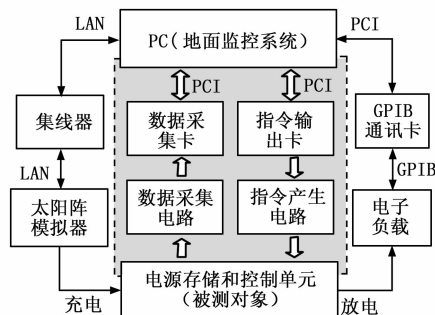 LAN
PC(地面监控系统)
PCI
PCI
PCI
集线器
数据采
集卡
指令输
出卡
GPIB
通讯卡
LAN
GPIB
太阳阵
模拟器
数据采集
电路
指令产生
电路
电子
负载
充电
电源存储和控制单元
(被测对象)
放电